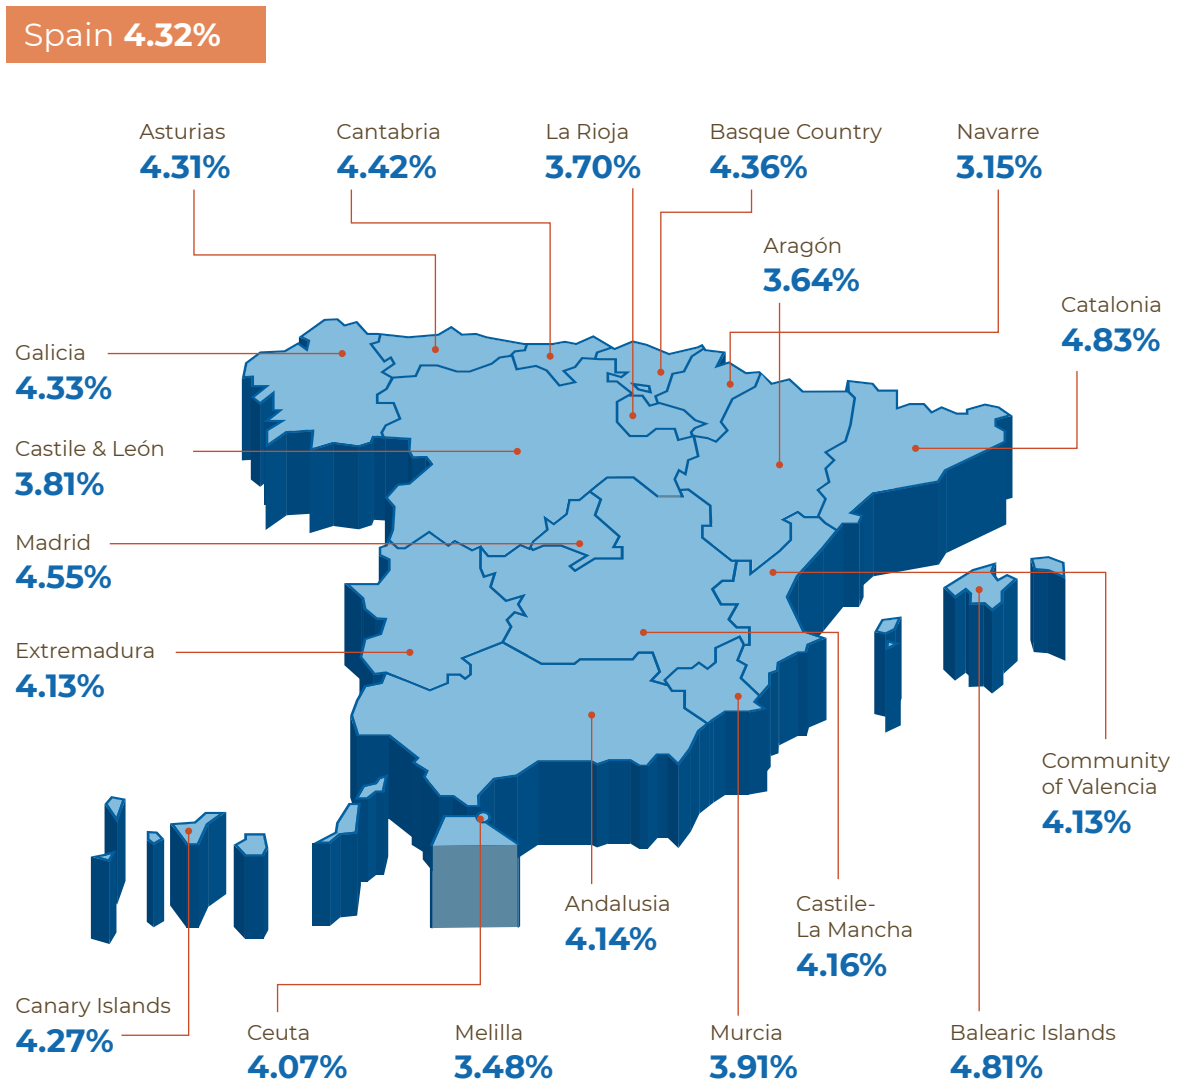 Spain 4.32%
Asturias
4.31%
Cantabria
4.42%
La Rioja
3.70%
Basque Country
4.36%
Navarre
3.15%
Aragón
3.64%
Catalonia
4.83%
Galicia
4.33%
Castile & León
3.81%
Madrid
4.55%
Extremadura
4.13%
Community
of Valencia
4.13%
Andalusia
4.14%
Castile-
La Mancha
4.16%
Canary Islands
4.27%
Ceuta
4.07%
Melilla
3.48%
Murcia
3.91%
Balearic Islands
4.81%